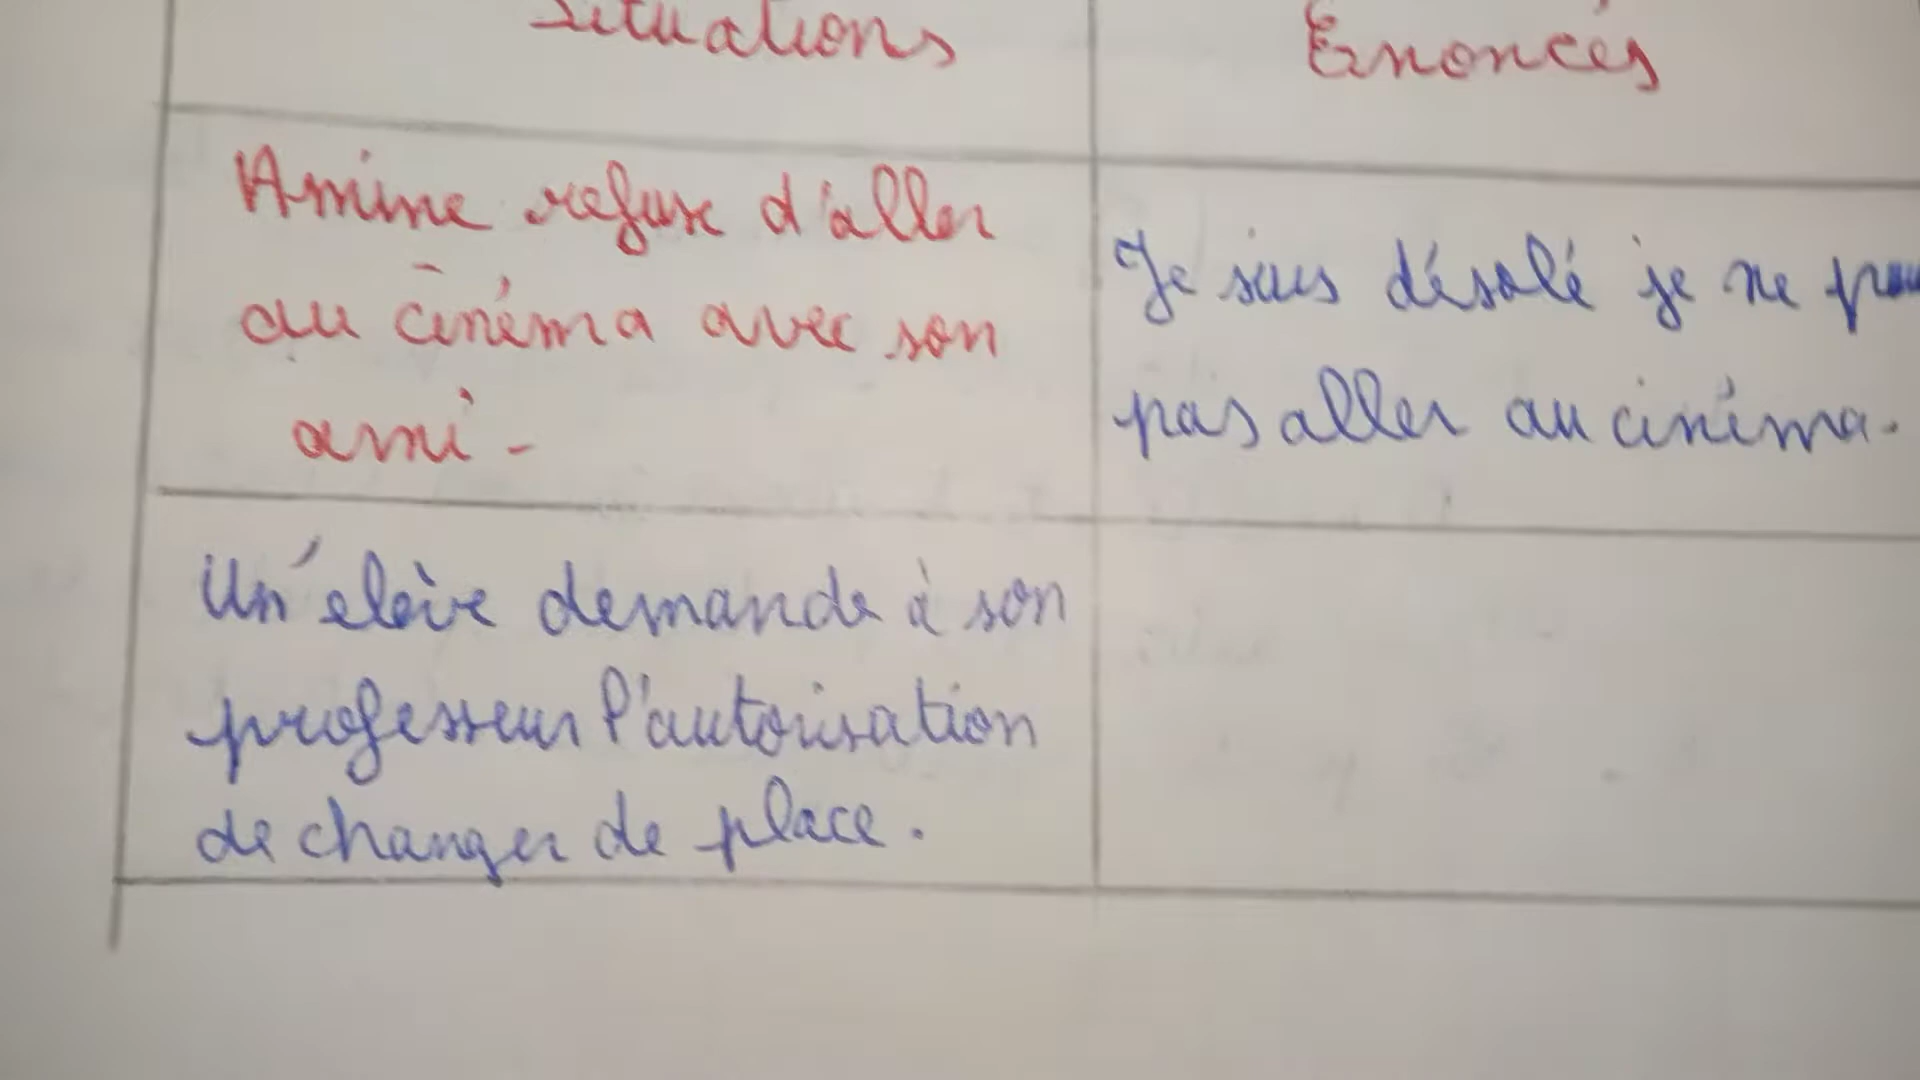 Situations
Enoncés
Amine refuse d'aller
au cinéma avec son
ami -
Je suis désolé je ne
pas aller au cinéma.
Un élève demande à son
professeur l'autorisation
de changer de place.